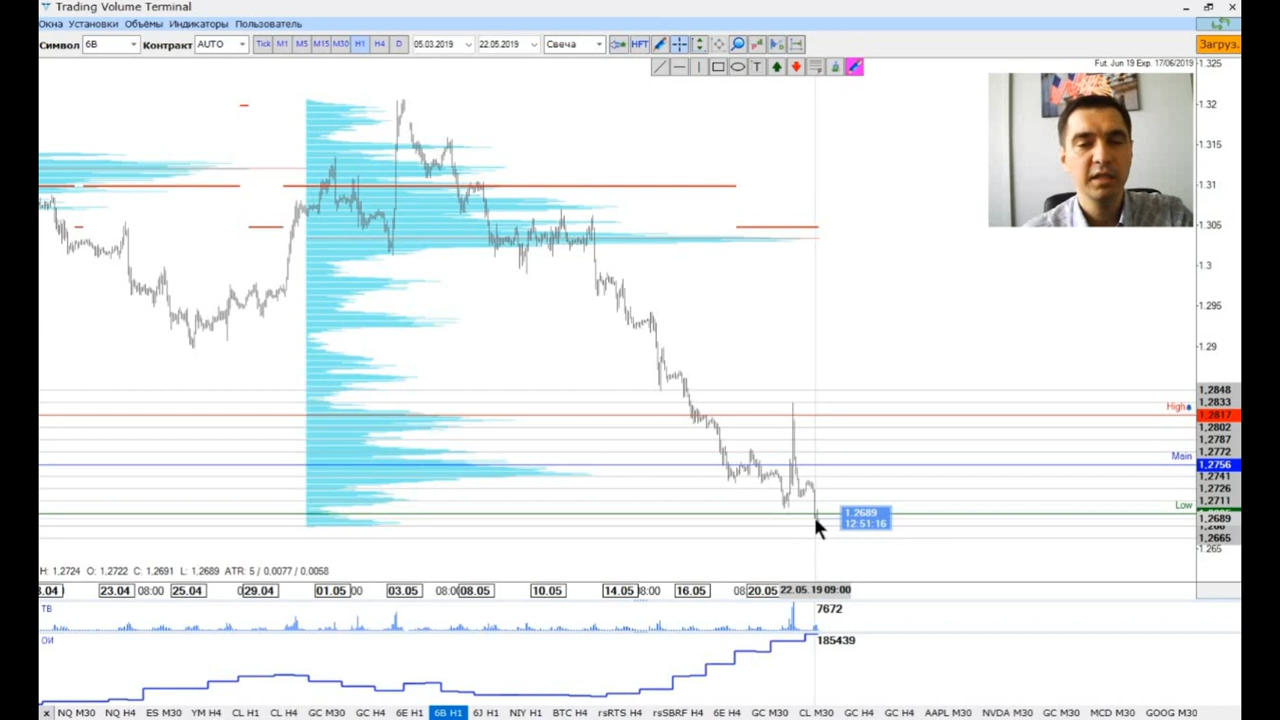 Trading Volume Terminal
Окна Установки Объёмы Индикаторы Пользователь
Символ 6B Контракт AUTO Tick M1 M5 M15 M30 H1 H4 D 05.03.2019 22.05.2019 Свеча HFT Загруз.
T
Fut. Jun 19 Exp. 17/06/2019
1.325
1.32
1.315
1.31
1.305
1.3
1.295
1.29
1,2848
1,2833
High
1,2817
1,2802
1,2787
1,2772
Main
1,2756
1,2741
1,2726
1,2711
Low
1.2689
12:51:16
1,2689
1,2665
1.265
H: 1,2724 O: 1,2722 C: 1,2691 L: 1,2689 ATR: 5 / 0,0077 / 0,0058
23.04 08:00 25.04 29.04 01.05 03.05 08.05 10.05 14.05 16.05 20.05 22.05.19 09:00
ТВ
7672
ОИ
185439
x NQ M30 NQ H4 ES M30 YM H4 CL H1 CL H4 GC M30 GC H4 6E H1 6B H1 6J H1 NIY H1 BTC H4 rsRTS H4 rsSBRF H4 6E H4 GC M30 CL M30 GC H4 GC H4 AAPL M30 NVDA M30 GC H1 MCD M30 GOOG M30